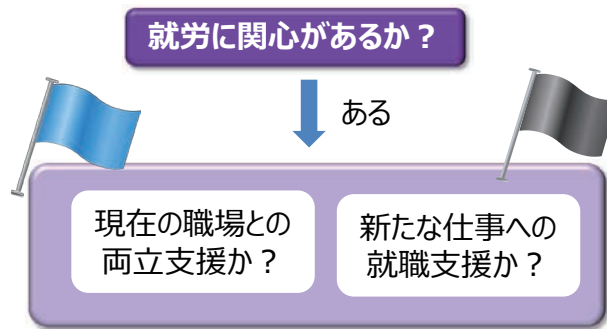 就労に関心があるか？
ある
現在の職場との
両立支援か？
新たな仕事への
就職支援か？